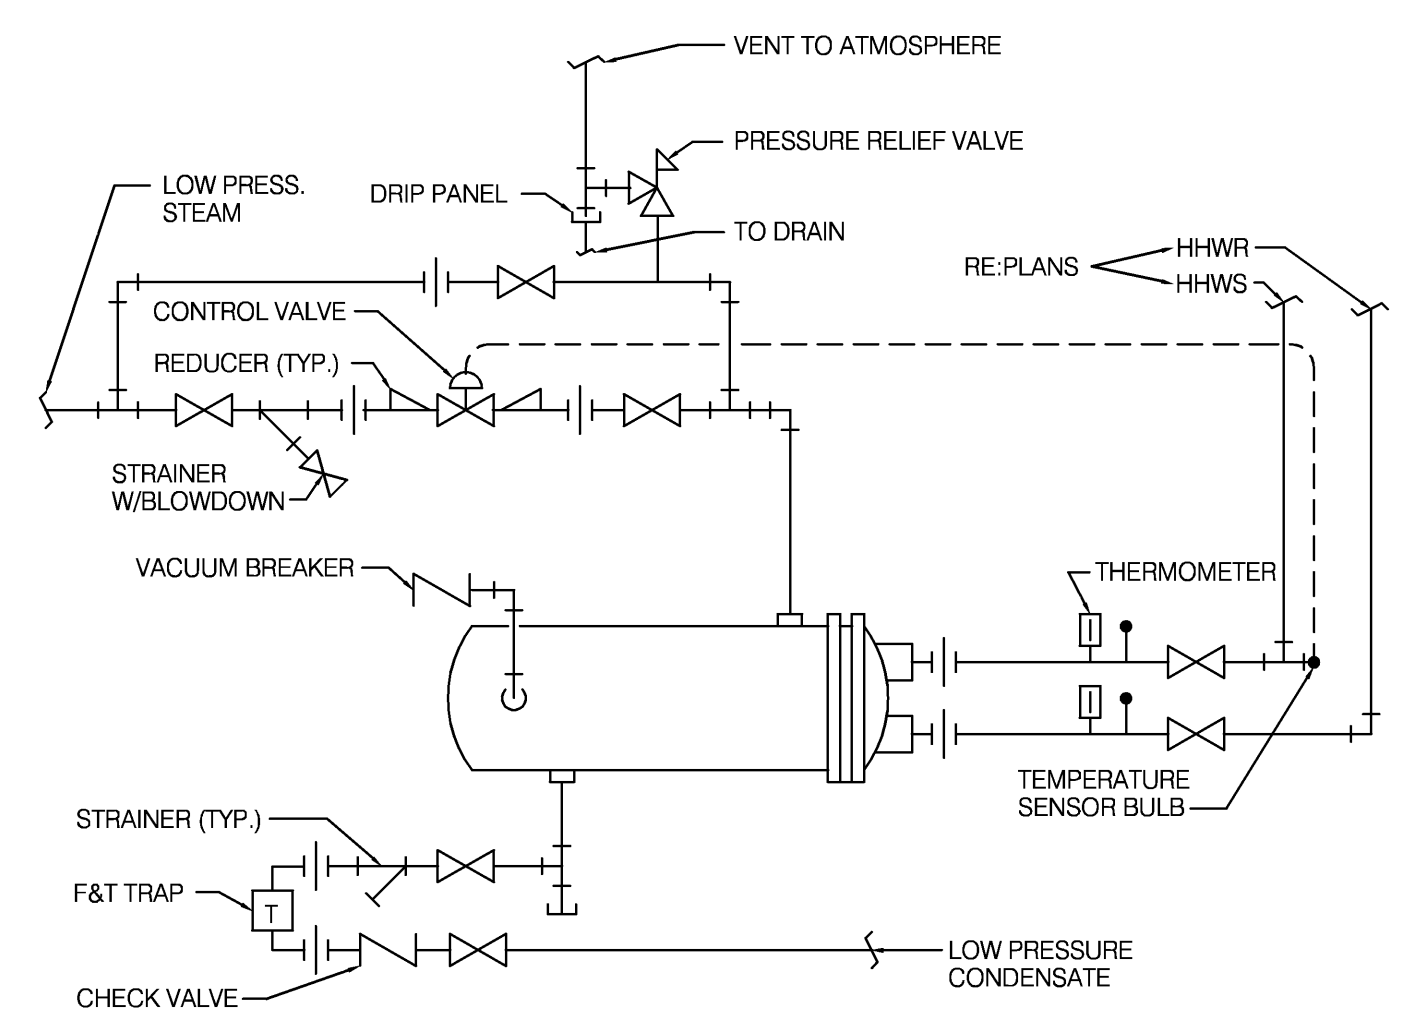 VENT TO ATMOSPHERE
PRESSURE RELIEF VALVE
LOW PRESS.
STEAM
DRIP PANEL
TO DRAIN
RE:PLANS
HHWR
HHWS
CONTROL VALVE
REDUCER (TYP.)
STRAINER
W/BLOWDOWN
VACUUM BREAKER
THERMOMETER
TEMPERATURE
SENSOR BULB
STRAINER (TYP.)
F&T TRAP
T
LOW PRESSURE
CONDENSATE
CHECK VALVE